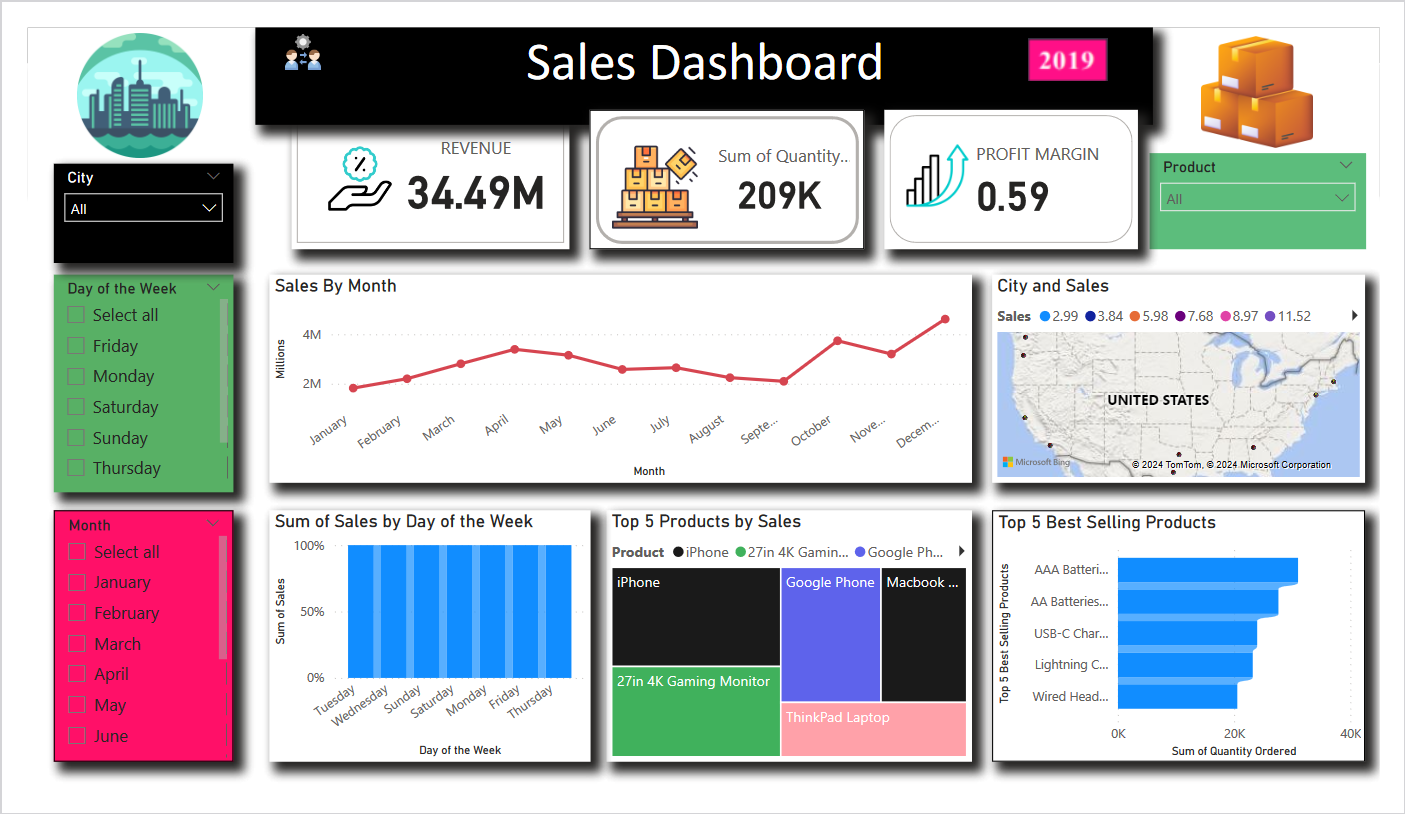 Sales Dashboard
2019
REVENUE
34.49M
Sum of Quantity...
209K
PROFIT MARGIN
0.59
City
All
Product
All
Day of the Week
Select all
Friday
Monday
Saturday
Sunday
Thursday
Sales By Month
Millions
4M
2M
January
February
March
April
May
June
July
August
Septe...
October
Nove...
Decem...
Month
City and Sales
Sales 2.99 3.84 5.98 7.68 8.97 11.52
UNITED STATES
Microsoft Bing
© 2024 TomTom, © 2024 Microsoft Corporation
Month
Select all
January
February
March
April
May
June
Sum of Sales by Day of the Week
Sum of Sales
100%
50%
0%
Tuesday
Wednesday
Sunday
Saturday
Monday
Friday
Thursday
Day of the Week
Top 5 Products by Sales
Product iPhone 27in 4K Gamin... Google Ph...
iPhone
Google Phone
Macbook ...
27in 4K Gaming Monitor
ThinkPad Laptop
Top 5 Best Selling Products
Top 5 Best Selling Products
AAA Batteri...
AA Batteries...
USB-C Char...
Lightning C...
Wired Head...
0K
20K
40K
Sum of Quantity Ordered